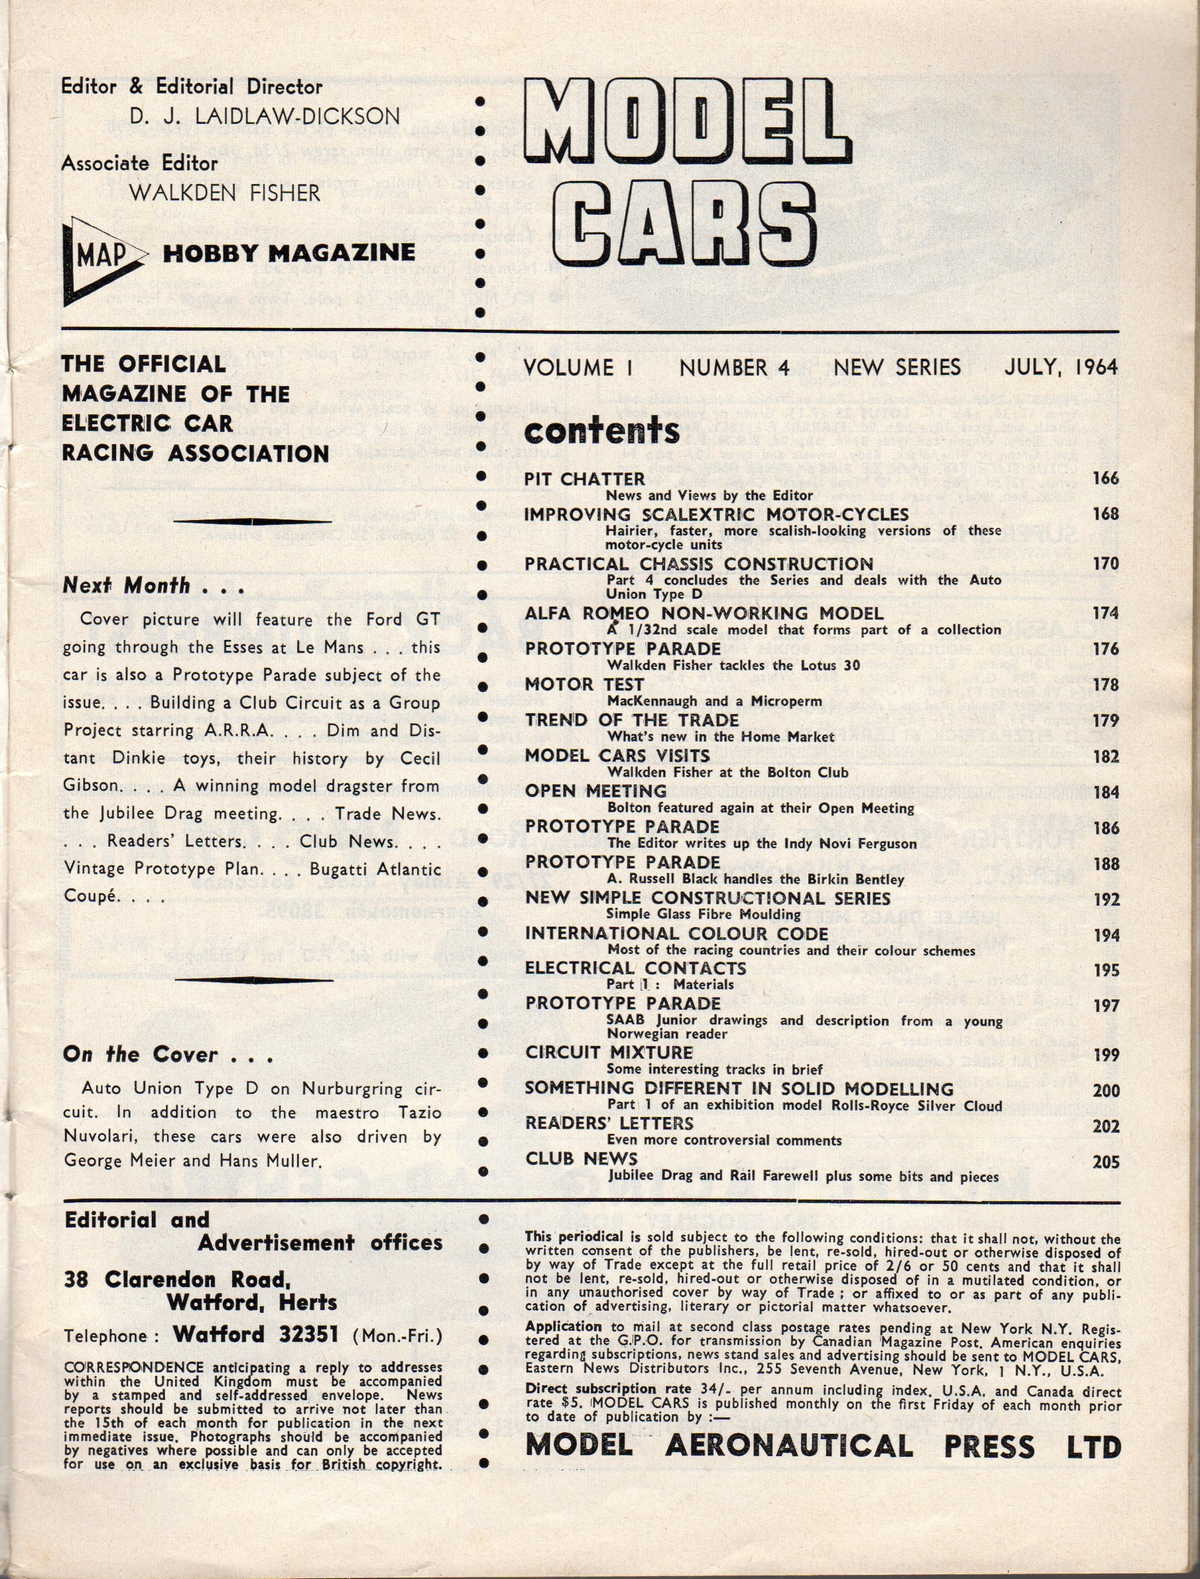 Editor & Editorial Director
D. J. LAIDLAW-DICKSON
Associate Editor
WALKDEN FISHER
MAP HOBBY MAGAZINE
MODEL
CARS
THE OFFICIAL
MAGAZINE OF THE
ELECTRIC CAR
RACING ASSOCIATION
Next Month . . .
Cover picture will feature the Ford GT
going through the Esses at Le Mans . . . this
car is also a Prototype Parade subject of the
issue. . . . Building a Club Circuit as a Group
Project starring A.R.R.A. . . . Dim and Dis-
tant Dinkie toys, their history by Cecil
Gibson. . . . A winning model dragster from
the Jubilee Drag meeting. . . . Trade News.
. . . Readers' Letters. . . . Club News. . . .
Vintage Prototype Plan. . . . Bugatti Atlantic
Coupé. . . .
On the Cover . . .
Auto Union Type D on Nurburgring cir-
cuit. In addition to the maestro Tazio
Nuvolari, these cars were also driven by
George Meier and Hans Muller.
VOLUME 1 NUMBER 4 NEW SERIES JULY, 1964
contents
PIT CHATTER 166
News and Views by the Editor
IMPROVING SCALEXTRIC MOTOR-CYCLES 168
Hairier, faster, more scalish-looking versions of these
motor-cycle units
PRACTICAL CHASSIS CONSTRUCTION 170
Part 4 concludes the Series and deals with the Auto
Union Type D
ALFA ROMEO NON-WORKING MODEL 174
A 1/32nd scale model that forms part of a collection
PROTOTYPE PARADE 176
Walkden Fisher tackles the Lotus 30
MOTOR TEST 178
MacKennaugh and a Microperm
TREND OF THE TRADE 179
What's new in the Home Market
MODEL CARS VISITS 182
Walkden Fisher at the Bolton Club
OPEN MEETING 184
Bolton featured again at their Open Meeting
PROTOTYPE PARADE 186
The Editor writes up the Indy Novi Ferguson
PROTOTYPE PARADE 188
A. Russell Black handles the Birkin Bentley
NEW SIMPLE CONSTRUCTIONAL SERIES 192
Simple Glass Fibre Moulding
INTERNATIONAL COLOUR CODE 194
Most of the racing countries and their colour schemes
ELECTRICAL CONTACTS 195
Part 1 : Materials
PROTOTYPE PARADE 197
SAAB Junior drawings and description from a young
Norwegian reader
CIRCUIT MIXTURE 199
Some interesting tracks in brief
SOMETHING DIFFERENT IN SOLID MODELLING 200
Part 1 of an exhibition model Rolls-Royce Silver Cloud
READERS' LETTERS 202
Even more controversial comments
CLUB NEWS 205
Jubilee Drag and Rail Farewell plus some bits and pieces
Editorial and
Advertisement offices
38 Clarendon Road,
Watford, Herts
Telephone : Watford 32351 (Mon.-Fri.)
CORRESPONDENCE anticipating a reply to addresses
within the United Kingdom must be accompanied
by a stamped and self-addressed envelope. News
reports should be submitted to arrive not later than
the 15th of each month for publication in the next
immediate issue. Photographs should be accompanied
by negatives where possible and can only be accepted
for use on an exclusive basis for British copyright.
This periodical is sold subject to the following conditions: that it shall not, without the
written consent of the publishers, be lent, re-sold, hired-out or otherwise disposed of
by way of Trade except at the full retail price of 2/6 or 50 cents and that it shall
not be lent, re-sold, hired-out or otherwise disposed of in a mutilated condition, or
in any unauthorised cover by way of Trade ; or affixed to or as part of any publi-
cation of advertising, literary or pictorial matter whatsoever.
Application to mail at second class postage rates pending at New York N.Y. Regis-
tered at the G.P.O. for transmission by Canadian Magazine Post. American enquiries
regarding subscriptions, news stand sales and advertising should be sent to MODEL CARS,
Eastern News Distributors Inc., 255 Seventh Avenue, New York, 1 N.Y., U.S.A.
Direct subscription rate 34/- per annum including index. U.S.A. and Canada direct
rate $5. MODEL CARS is published monthly on the first Friday of each month prior
to date of publication by :—
MODEL AERONAUTICAL PRESS LTD